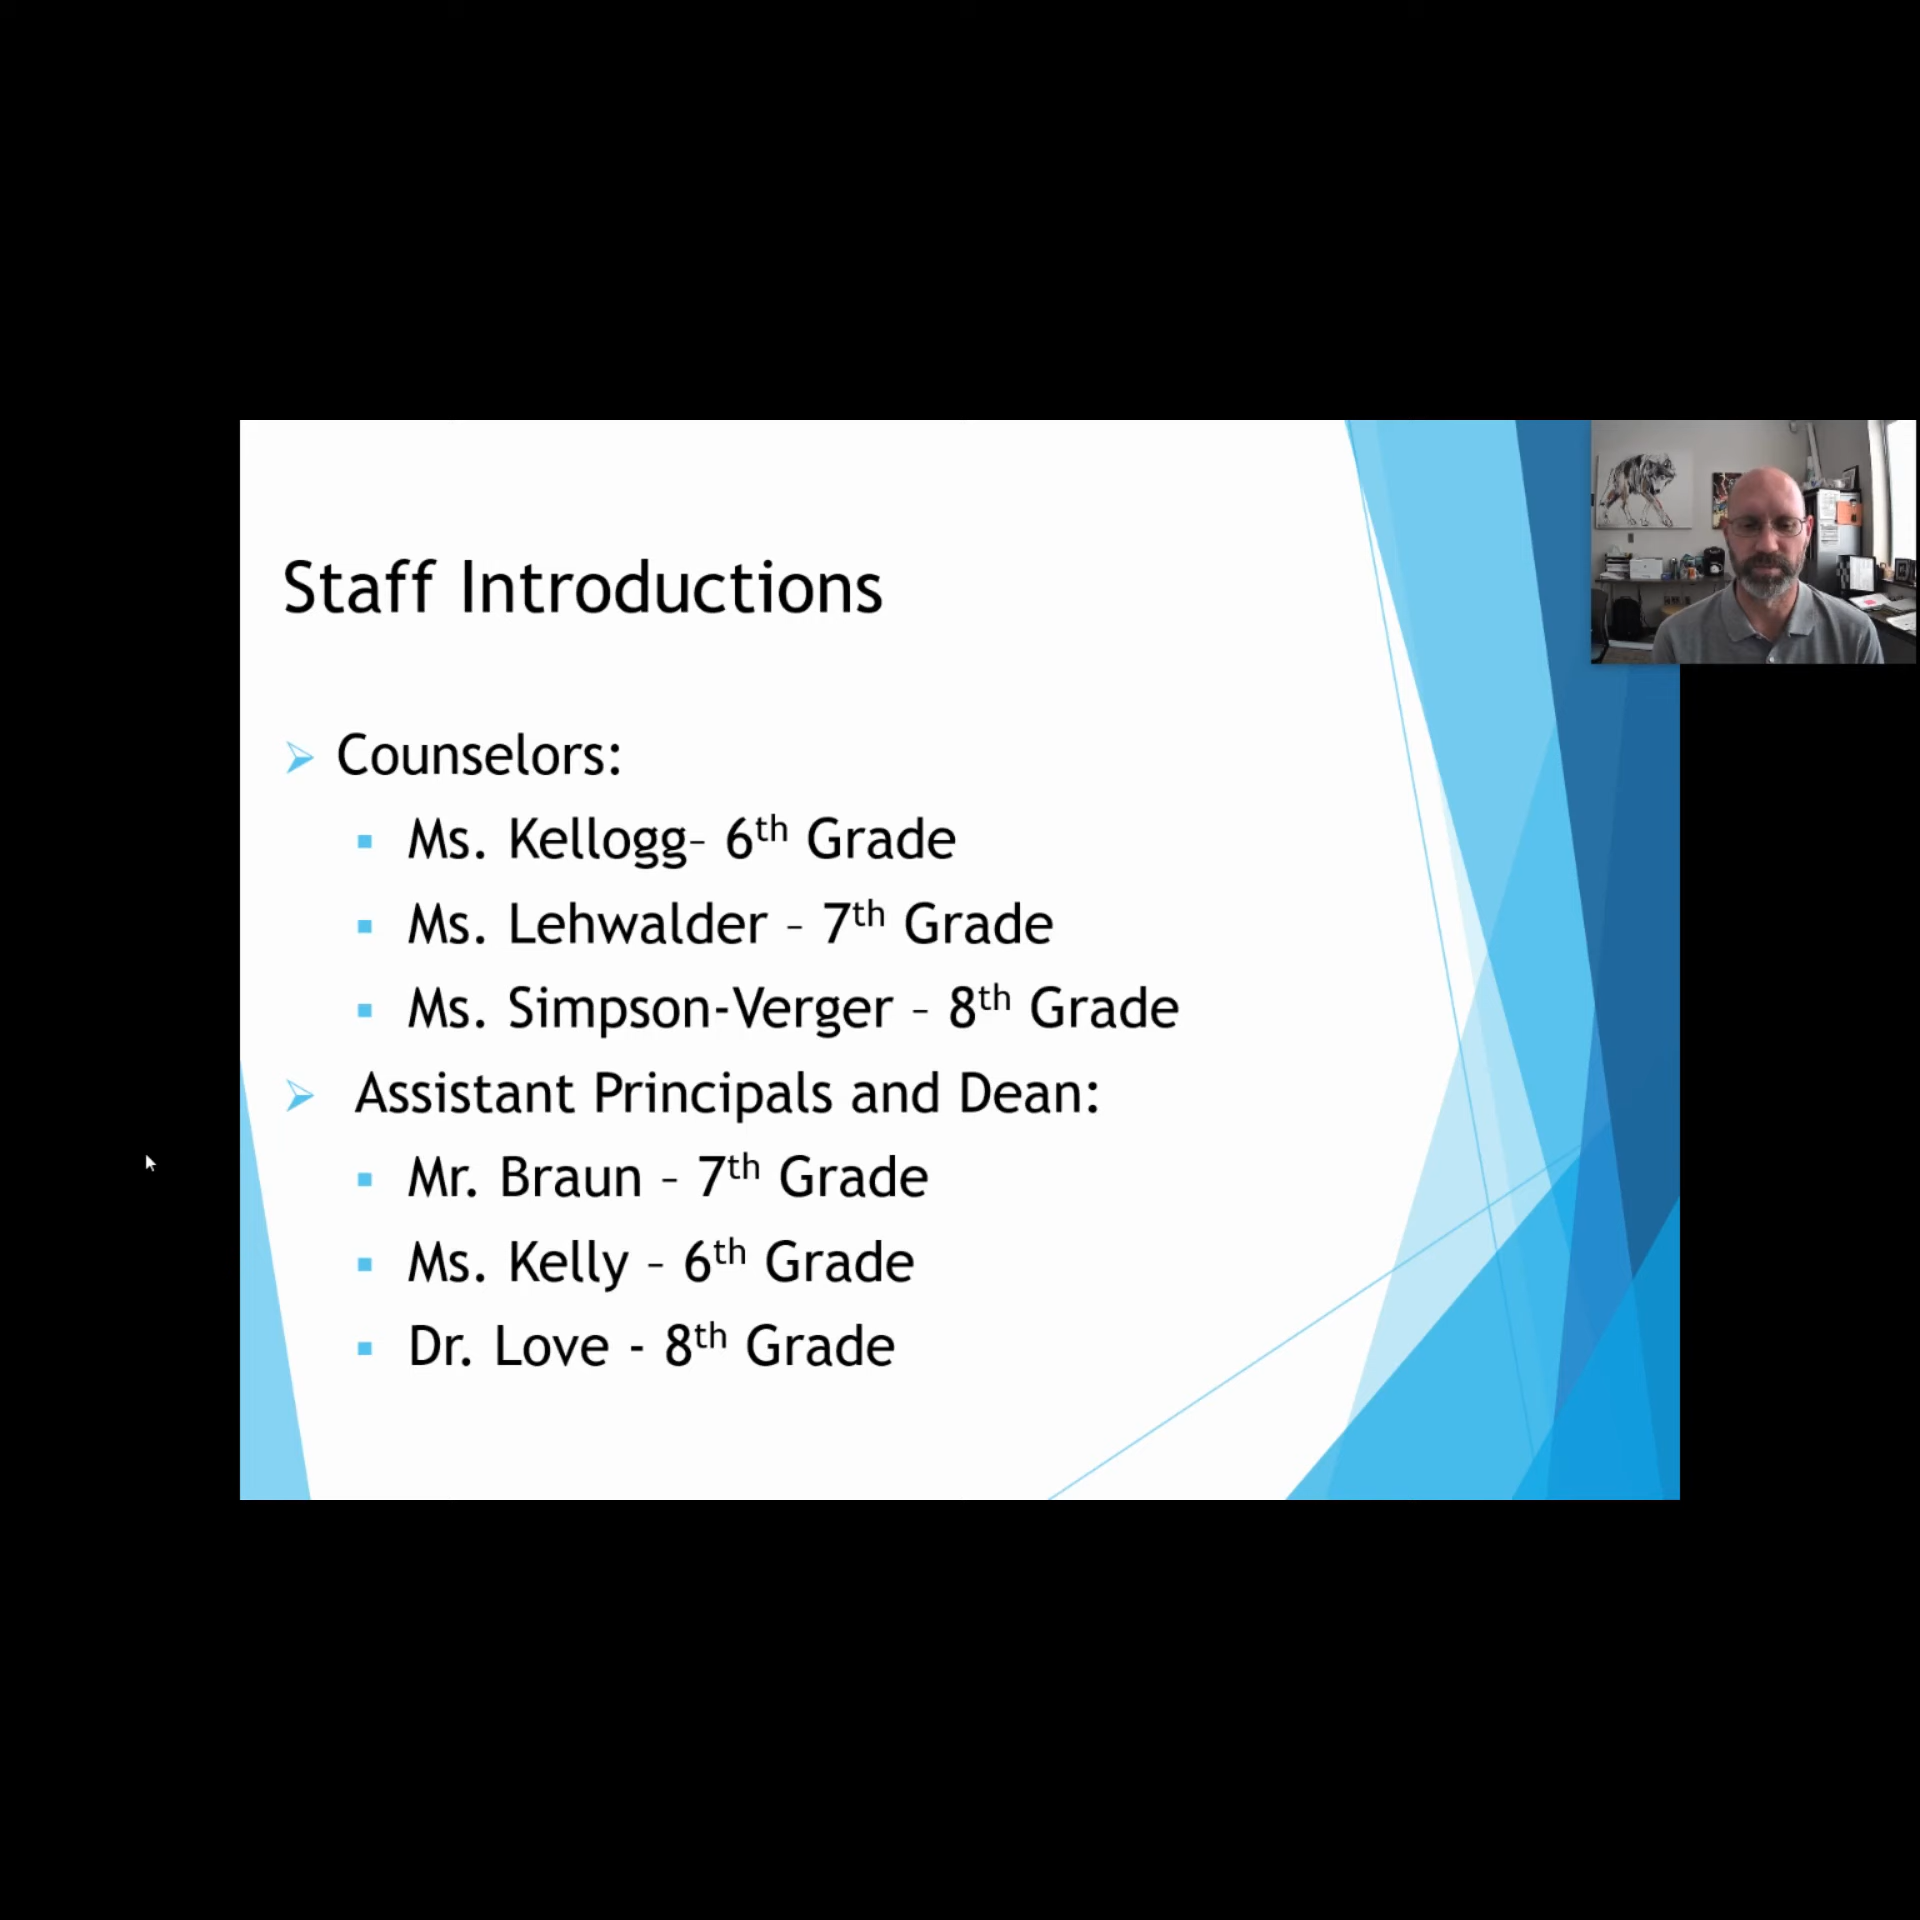 Staff Introductions
Counselors:
Ms. Kellogg– 6th Grade
Ms. Lehwalder – 7th Grade
Ms. Simpson-Verger – 8th Grade
Assistant Principals and Dean:
Mr. Braun – 7th Grade
Ms. Kelly – 6th Grade
Dr. Love - 8th Grade